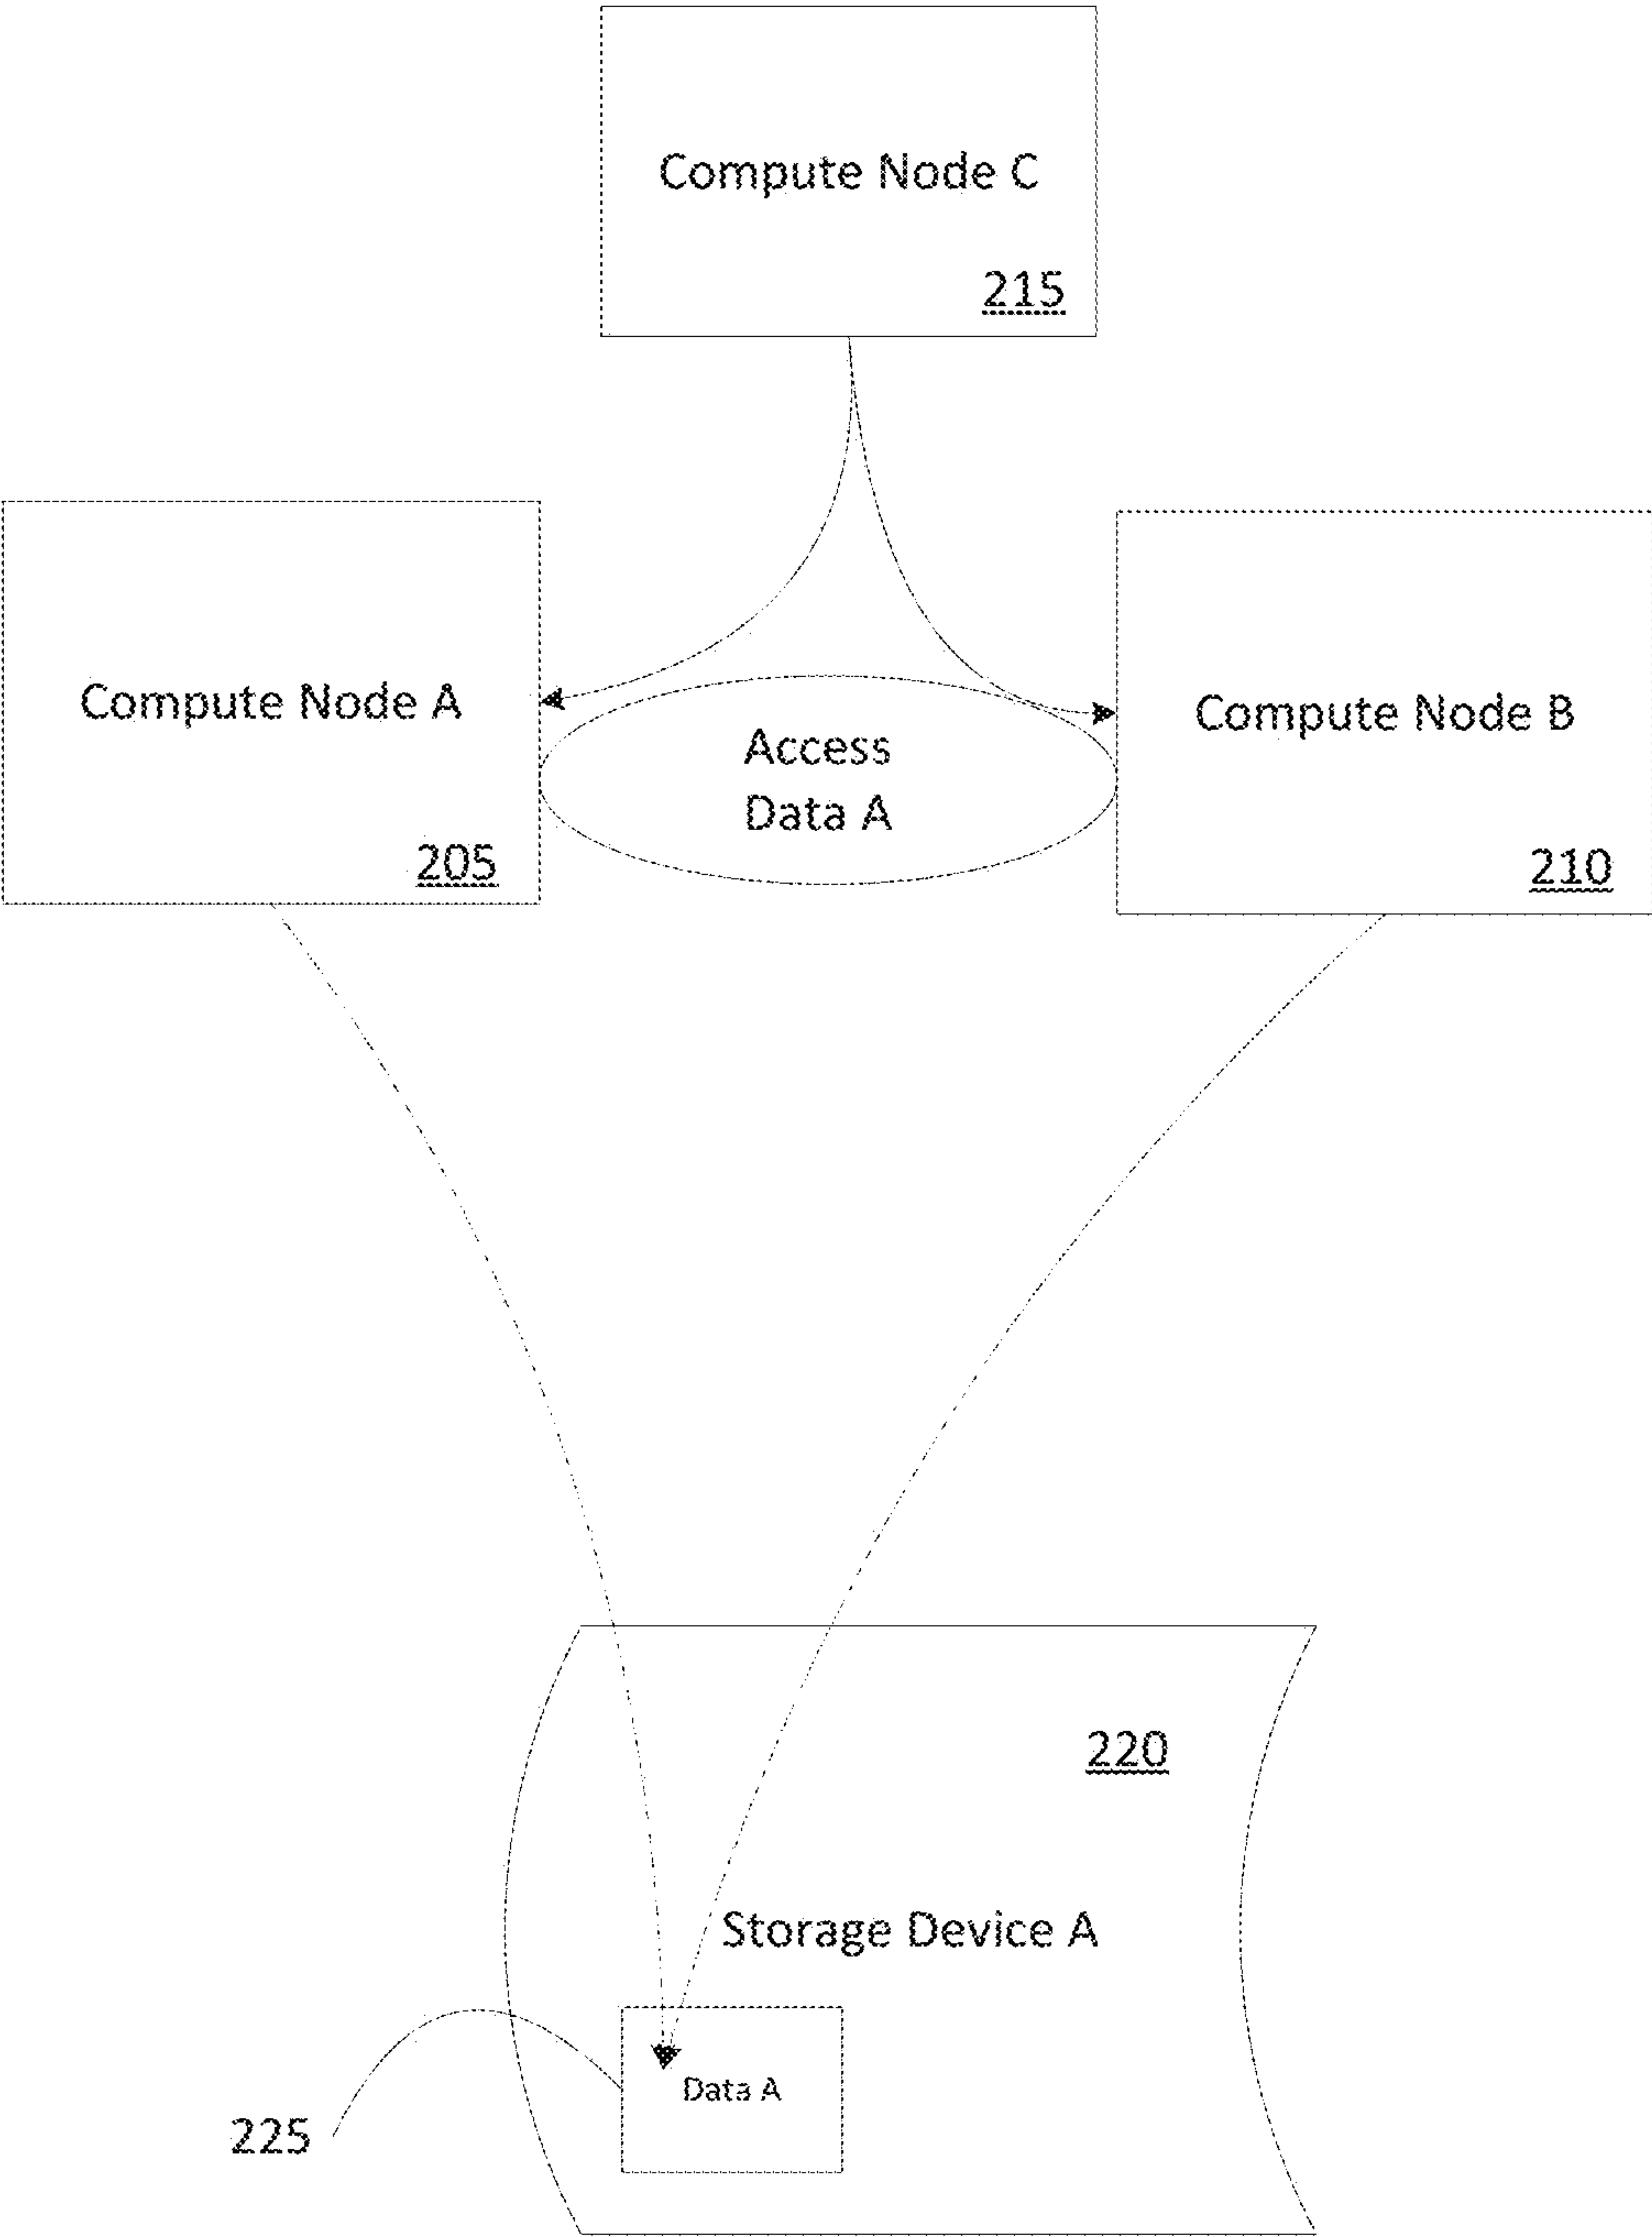 Compute Node C
215
Compute Node A
205
Access
Data A
Compute Node B
210
220
Storage Device A
Data A
225